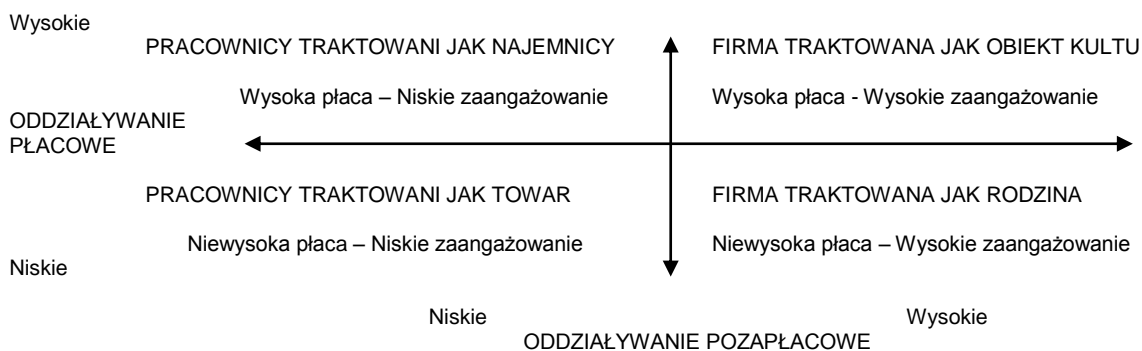 Wysokie
PRACOWNICY TRAKTOWANI JAK NAJEMNICY
FIRMA TRAKTOWANA JAK OBIEKT KULTU
Wysoka płaca – Niskie zaangażowanie
Wysoka płaca - Wysokie zaangażowanie
ODDZIAŁYWANIE
PŁACOWE
PRACOWNICY TRAKTOWANI JAK TOWAR
FIRMA TRAKTOWANA JAK RODZINA
Niewysoka płaca – Niskie zaangażowanie
Niewysoka płaca – Wysokie zaangażowanie
Niskie
Niskie
Wysokie
ODDZIAŁYWANIE POZAPŁACOWE